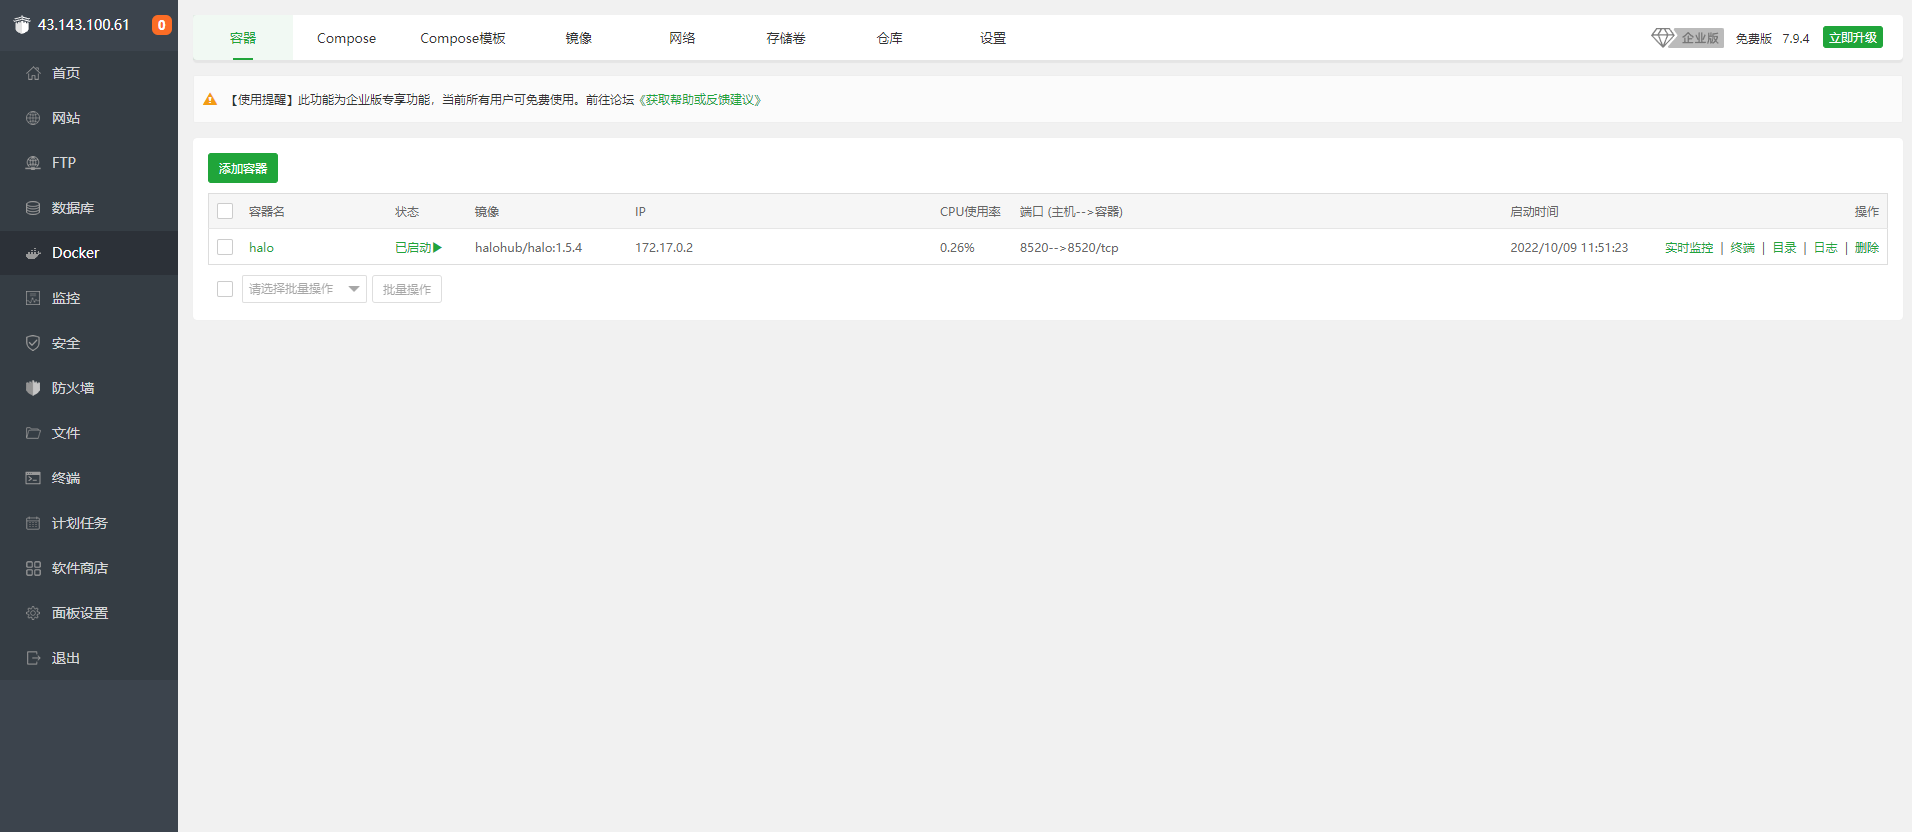 43.143.100.61 0
首页
网站
FTP
数据库
Docker
监控
安全
防火墙
文件
终端
计划任务
软件商店
面板设置
退出
容器 Compose Compose模板 镜像 网络 存储卷 仓库 设置 企业版 免费版 7.9.4 立即升级
【使用提醒】此功能为企业版专享功能，当前所有用户可免费使用。前往论坛《获取帮助或反馈建议》
添加容器
容器名 状态 镜像 IP CPU使用率 端口 (主机-->容器) 启动时间 操作
halo 已启动 halohub/halo:1.5.4 172.17.0.2 0.26% 8520-->8520/tcp 2022/10/09 11:51:23 实时监控 | 终端 | 目录 | 日志 | 删除
请选择批量操作 批量操作